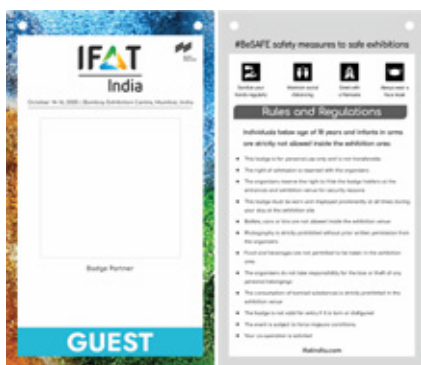 IFAT
India
October 14-16, 2025 | Bombay Exhibition Centre, Mumbai, India
Badge Partner
GUEST
#BeSAFE safety measures to safe exhibitions
Sanitize your
hands regularly
Maintain social
distancing
Greet with
a Namaste
Always wear a
face mask
Rules and Regulations
Individuals below age of 18 years and infants in arms
are strictly not allowed inside the exhibition area.
This badge is for personal use only and is not transferable.
The right of admission is reserved with the organisers.
The organisers reserve the right to frisk the badge holders at the
entrances and exhibition venue for security reasons.
This badge must be worn and displayed prominently at all times during
your stay at the exhibition site.
are not allowed inside the exhibition venue
Photography is strictly prohibited without prior written permission from
the organisers.
Food and beverages are not permitted to be taken in the exhibition
area.
The organisers do not take responsibility for the loss or theft of any
personal belongings.
The consumption of banned substances is strictly prohibited in the
exhibition venue
The badge is not valid for entry if it is torn or disfigured
The event is subject to force majeure conditions.
Your co-operation is solicited
ifat-india.com